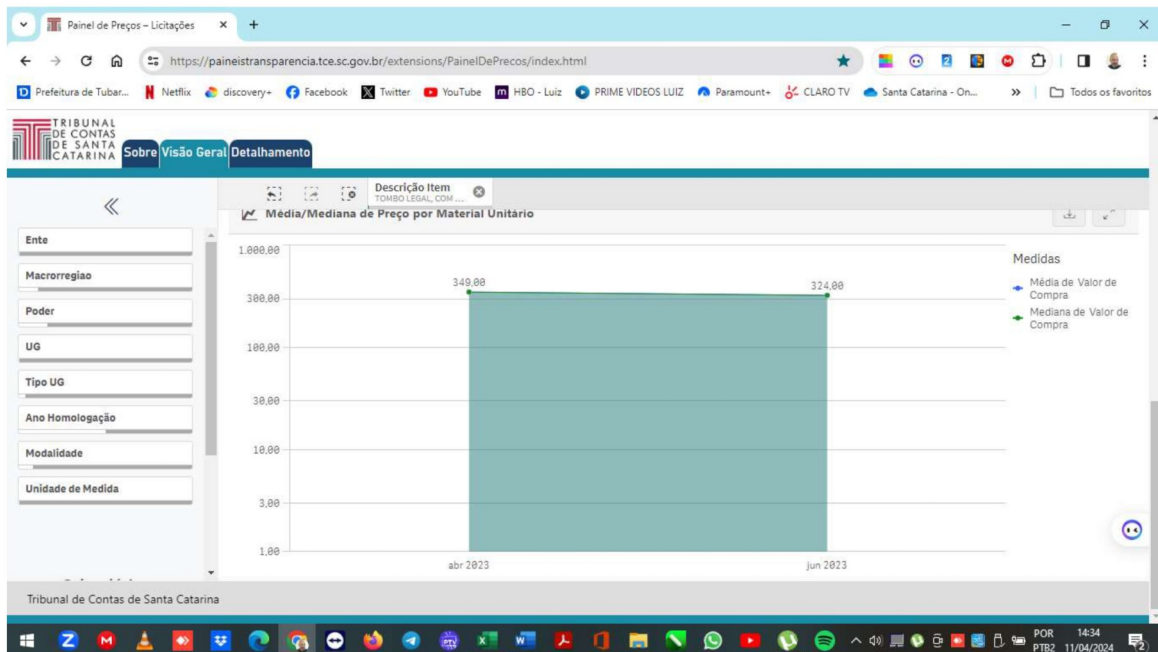 Painel de Preços – Licitações
https://paineistransparencia.tce.sc.gov.br/extensions/PainelDePrecos/index.html
Prefeitura de Tubar... Netflix discovery+ Facebook Twitter YouTube HBO - Luiz PRIME VIDEOS LUIZ Paramount+ CLARO TV Santa Catarina - On... » Todos os favoritos
TRIBUNAL
DE CONTAS
DE SANTA
CATARINA
Sobre Visão Geral Detalhamento
Descrição Item
TOMBO LEGAL, COM ...
Média/Mediana de Preço por Material Unitário
Ente
Macrorregiao
Poder
UG
Tipo UG
Ano Homologação
Modalidade
Unidade de Medida
1.000,00
300,00
100,00
30,00
10,00
3,00
1,00
349,00
324,00
abr 2023
jun 2023
Medidas
Média de Valor de
Compra
Mediana de Valor de
Compra
Tribunal de Contas de Santa Catarina
POR
PTB2
14:34
11/04/2024